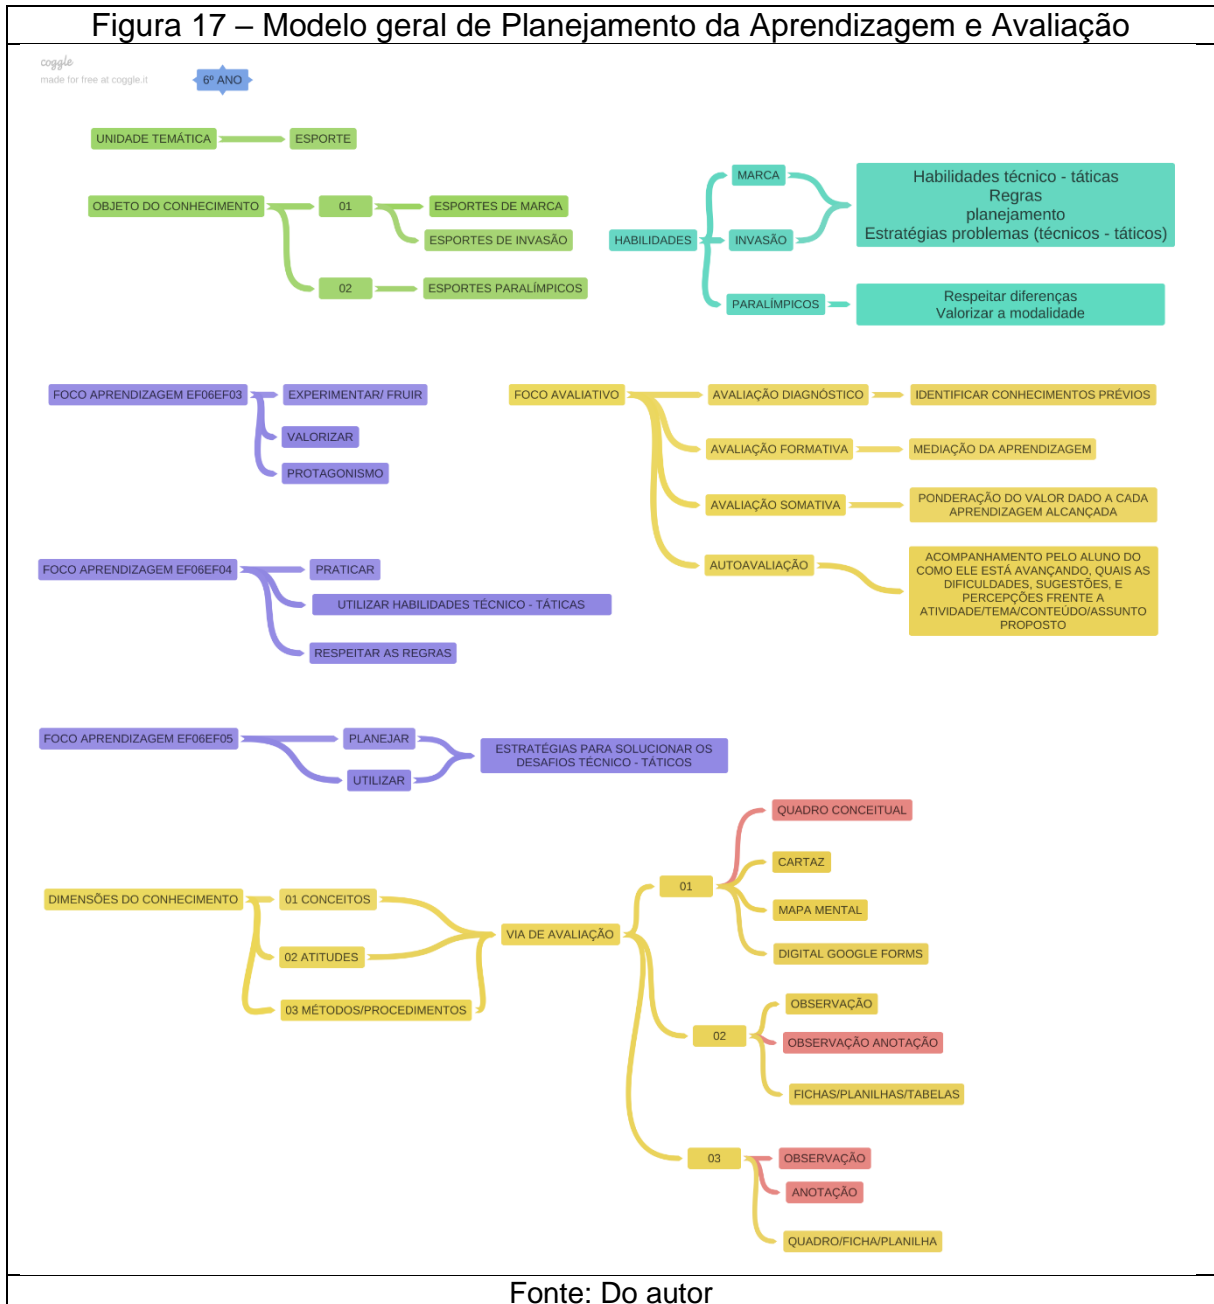 Figura 17 – Modelo geral de Planejamento da Aprendizagem e Avaliação
coggle
made for free at coggle.it
6º ANO
UNIDADE TEMÁTICA
ESPORTE
OBJETO DO CONHECIMENTO
01
ESPORTES DE MARCA
ESPORTES DE INVASÃO
02
ESPORTES PARALÍMPICOS
HABILIDADES
MARCA
INVASÃO
Habilidades técnico - táticas
Regras
planejamento
Estratégias problemas (técnicos - táticos)
PARALÍMPICOS
Respeitar diferenças
Valorizar a modalidade
FOCO APRENDIZAGEM EF06EF03
EXPERIMENTAR/ FRUIR
VALORIZAR
PROTAGONISMO
FOCO AVALIATIVO
AVALIAÇÃO DIAGNÓSTICO
IDENTIFICAR CONHECIMENTOS PRÉVIOS
AVALIAÇÃO FORMATIVA
MEDIAÇÃO DA APRENDIZAGEM
AVALIAÇÃO SOMATIVA
PONDERAÇÃO DO VALOR DADO A CADA
APRENDIZAGEM ALCANÇADA
AUTOAVALIAÇÃO
ACOMPANHAMENTO PELO ALUNO DO
COMO ELE ESTÁ AVANÇANDO, QUAIS AS
DIFICULDADES, SUGESTÕES, E
PERCEPÇÕES FRENTE A
ATIVIDADE/TEMA/CONTEÚDO/ASSUNTO
PROPOSTO
FOCO APRENDIZAGEM EF06EF04
PRATICAR
UTILIZAR HABILIDADES TÉCNICO - TÁTICAS
RESPEITAR AS REGRAS
FOCO APRENDIZAGEM EF06EF05
PLANEJAR
UTILIZAR
ESTRATÉGIAS PARA SOLUCIONAR OS
DESAFIOS TÉCNICO - TÁTICOS
DIMENSÕES DO CONHECIMENTO
01 CONCEITOS
02 ATITUDES
03 MÉTODOS/PROCEDIMENTOS
VIA DE AVALIAÇÃO
01
QUADRO CONCEITUAL
CARTAZ
MAPA MENTAL
DIGITAL GOOGLE FORMS
02
OBSERVAÇÃO
OBSERVAÇÃO ANOTAÇÃO
FICHAS/PLANILHAS/TABELAS
03
OBSERVAÇÃO
ANOTAÇÃO
QUADRO/FICHA/PLANILHA
Fonte: Do autor